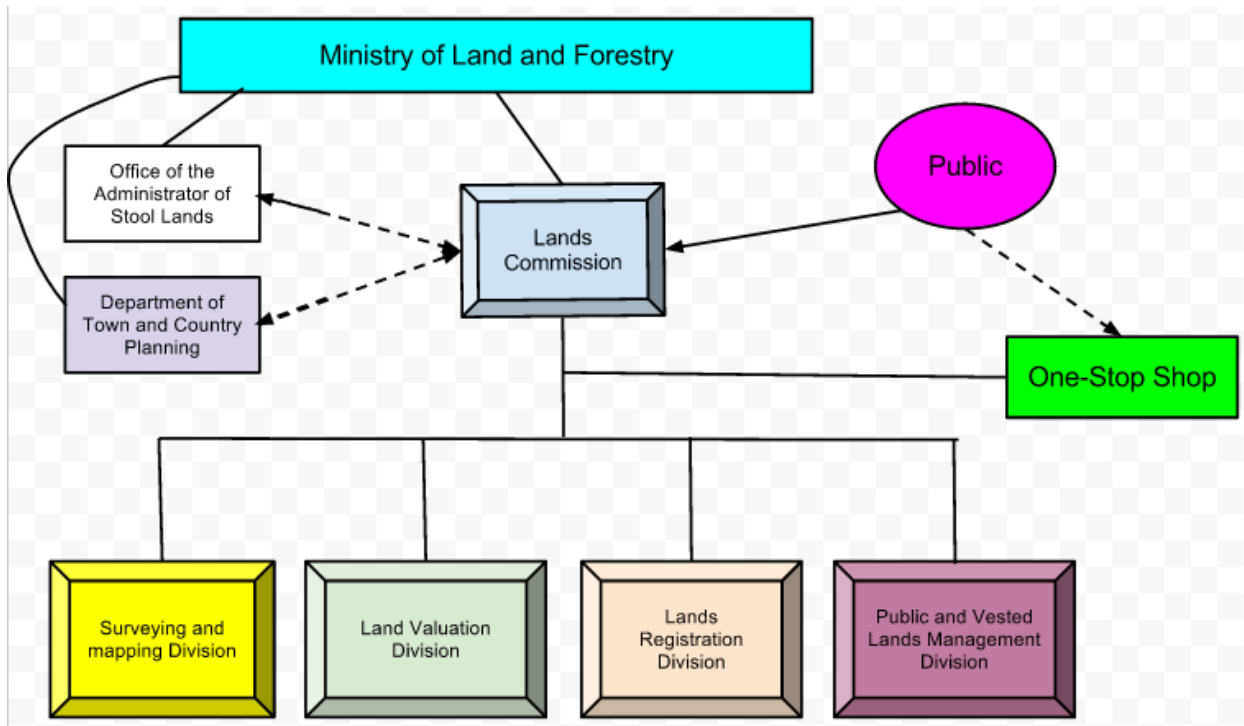 Ministry of Land and Forestry
Office of the
Administrator of
Stool Lands
Public
Lands
Commission
Department of
Town and Country
Planning
One-Stop Shop
Surveying and
mapping Division
Land Valuation
Division
Lands
Registration
Division
Public and Vested
Lands Management
Division